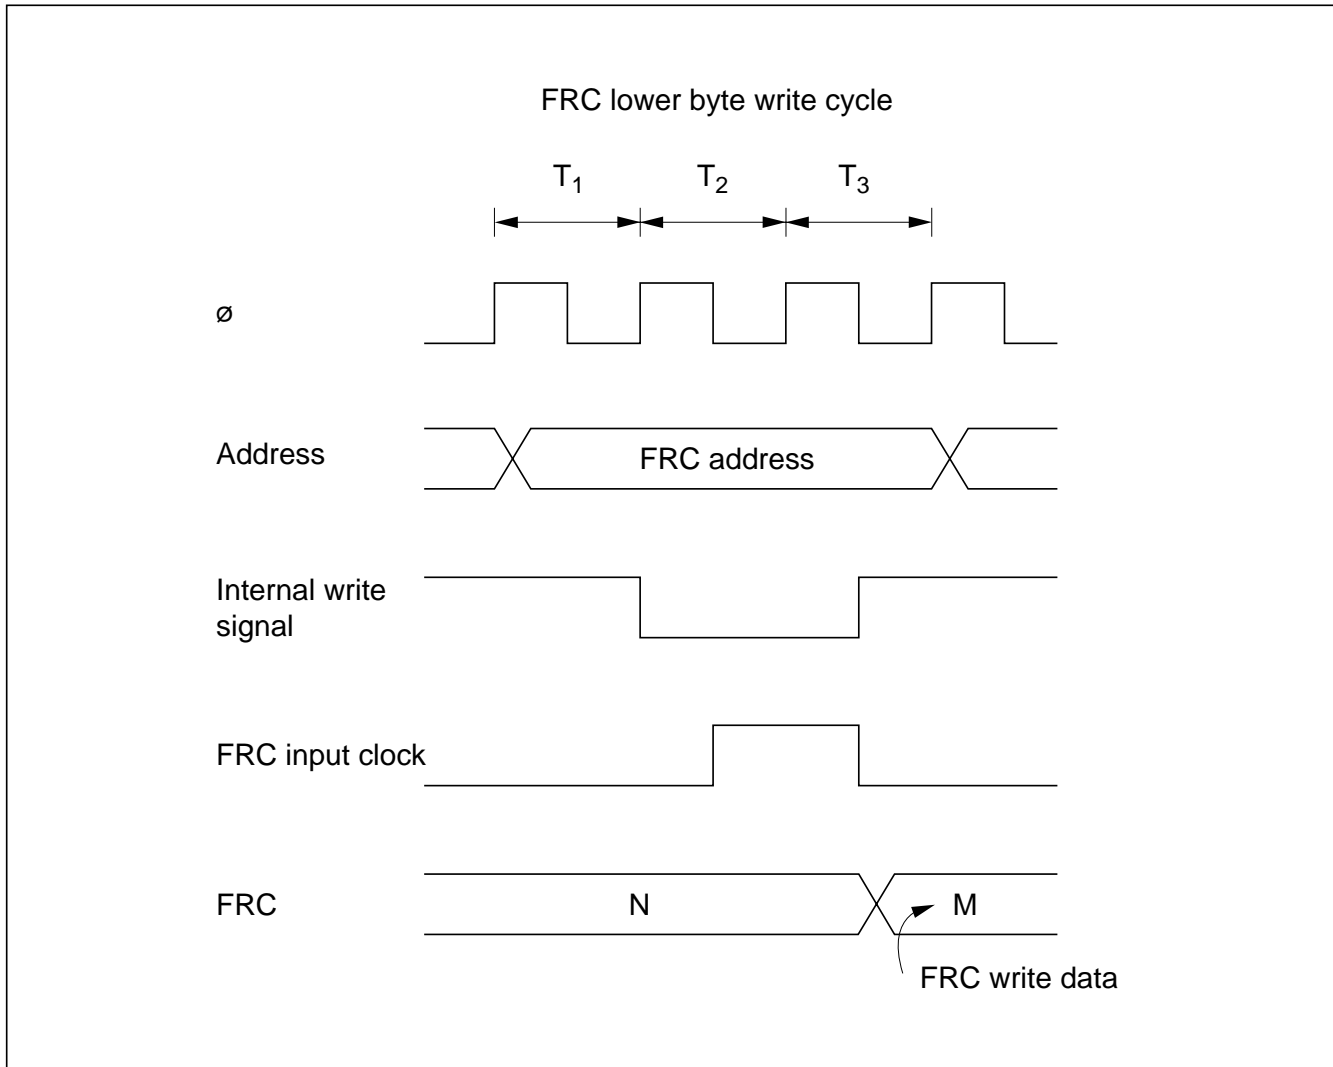 FRC lower byte write cycle
T1 T2 T3
ø
Address
FRC address
Internal write
signal
FRC input clock
FRC
N
M
FRC write data